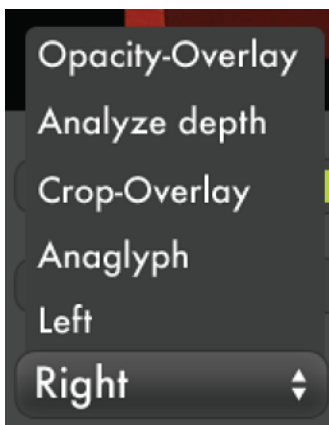 Opacity-Overlay
Analyze depth
Crop-Overlay
Anaglyph
Left
Right